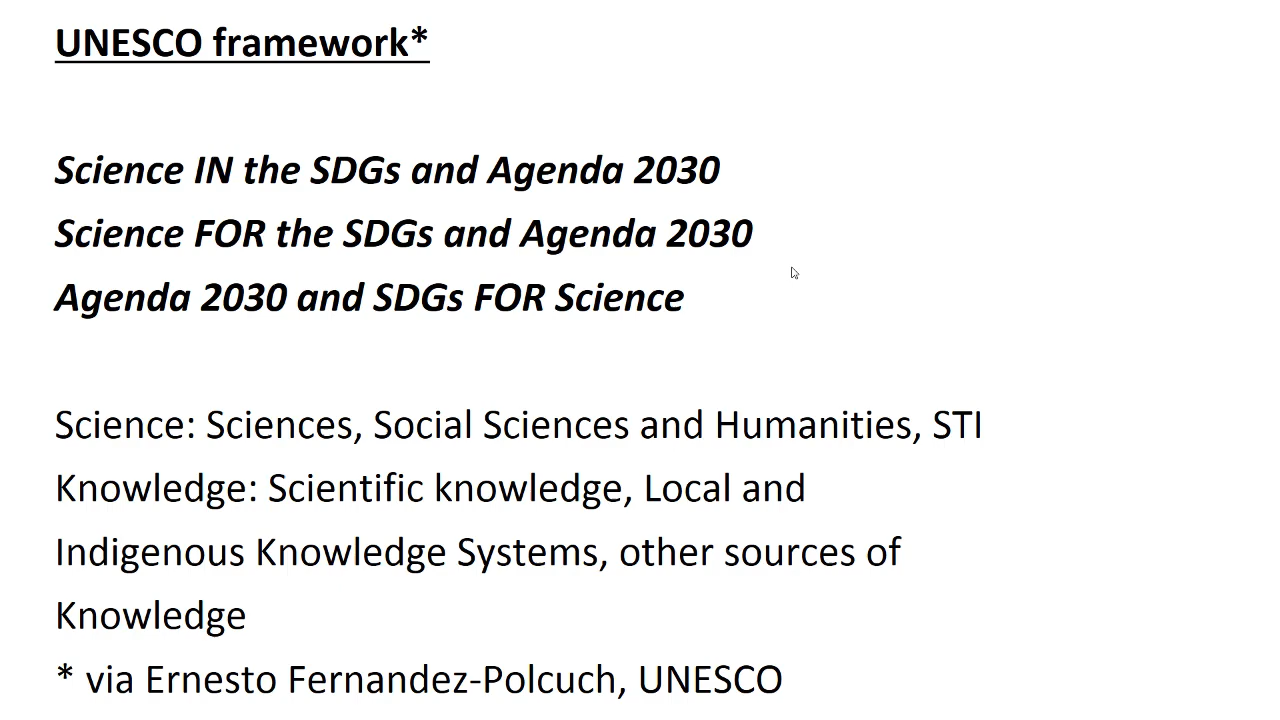 UNESCO framework*
Science IN the SDGs and Agenda 2030
Science FOR the SDGs and Agenda 2030
Agenda 2030 and SDGs FOR Science
Science: Sciences, Social Sciences and Humanities, STI
Knowledge: Scientific knowledge, Local and
Indigenous Knowledge Systems, other sources of
Knowledge
* via Ernesto Fernandez-Polcuch, UNESCO